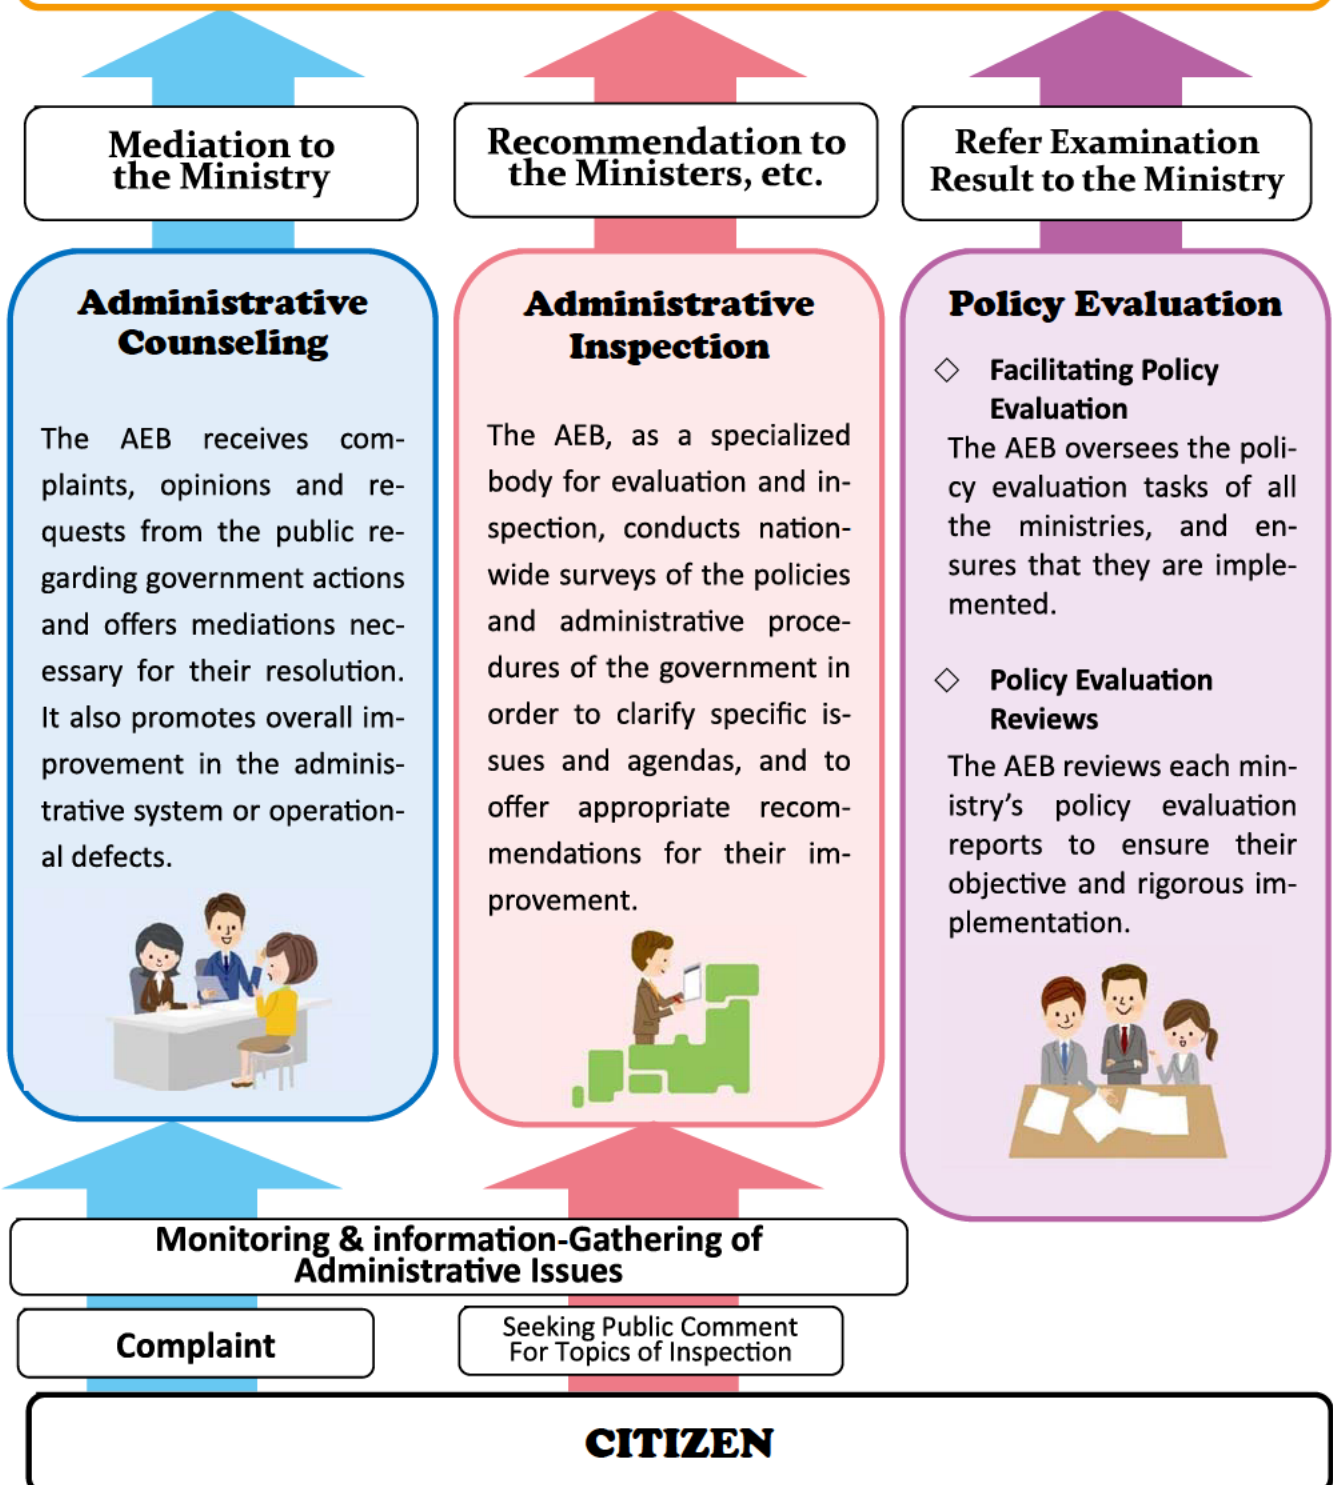 Mediation to
the Ministry
Recommendation to
the Ministers, etc.
Refer Examination
Result to the Ministry
Administrative
Counseling
The AEB receives com-
plaints, opinions and re-
quests from the public re-
garding government actions
and offers mediations nec-
essary for their resolution.
It also promotes overall im-
provement in the adminis-
trative system or operation-
al defects.
Administrative
Inspection
The AEB, as a specialized
body for evaluation and in-
spection, conducts nation-
wide surveys of the policies
and administrative proce-
dures of the government in
order to clarify specific is-
sues and agendas, and to
offer appropriate recom-
mendations for their im-
provement.
Policy Evaluation
◇ Facilitating Policy
Evaluation
The AEB oversees the poli-
cy evaluation tasks of all
the ministries, and en-
sures that they are imple-
mented.
◇ Policy Evaluation
Reviews
The AEB reviews each min-
istry’s policy evaluation
reports to ensure their
objective and rigorous im-
plementation.
Monitoring & information-Gathering of
Administrative Issues
Complaint
Seeking Public Comment
For Topics of Inspection
CITIZEN